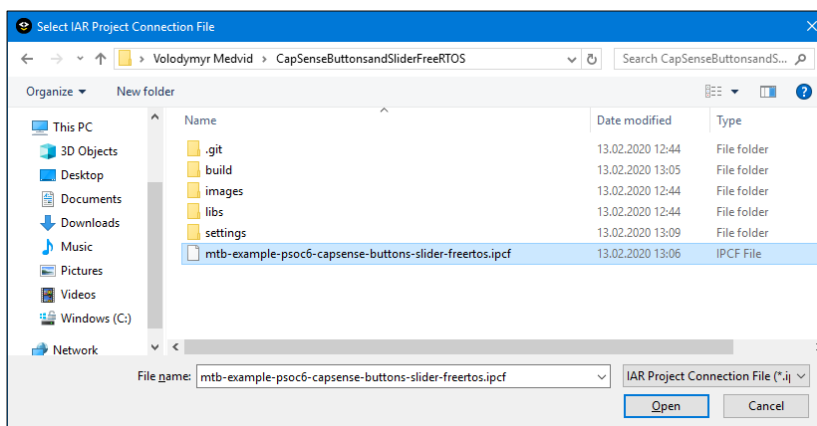 Select IAR Project Connection File
Volodymyr Medvid > CapSenseButtonsandSliderFreeRTOS
Search CapSenseButtonsandS...
Organize
New folder
Name Date modified Type
This PC
3D Objects
Desktop
Documents
Downloads
Music
Pictures
Videos
Windows (C:)
Network
.git 13.02.2020 12:44 File folder
build 13.02.2020 13:05 File folder
images 13.02.2020 12:44 File folder
libs 13.02.2020 12:44 File folder
settings 13.02.2020 13:09 File folder
mtb-example-psoc6-capsense-buttons-slider-freertos.ipcf 13.02.2020 13:06 IPCF File
File name: mtb-example-psoc6-capsense-buttons-slider-freertos.ipcf
IAR Project Connection File (*.ip
Open
Cancel